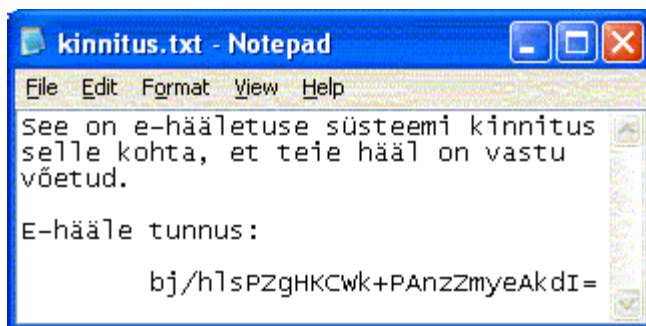 kinnitus.txt - Notepad
File Edit Format View Help
See on e-hääletuse süsteemi kinnitus
selle kohta, et teie hääl on vastu
võetud.
E-hääle tunnus:
bj/hlsPZgHKCWk+PAnzZmyeAkdI=